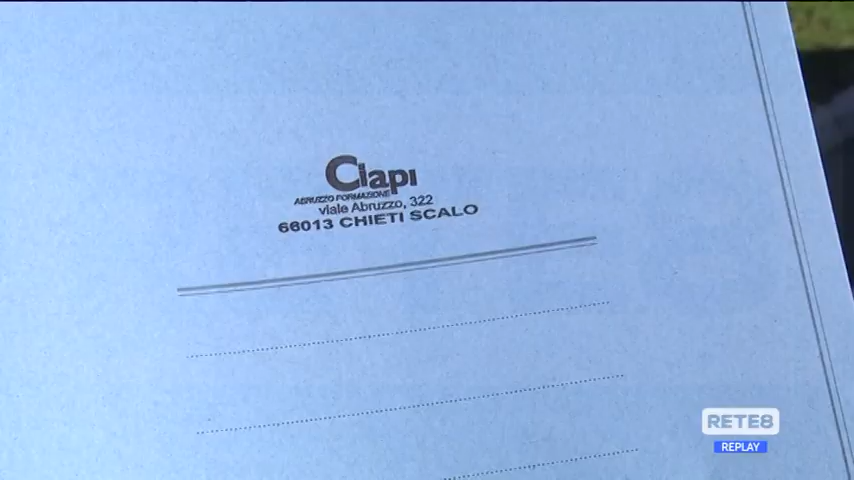 Ciapi
ABRUZZO FORMAZIONE
viale Abruzzo, 322
66013 CHIETI SCALO
RETE8
REPLAY